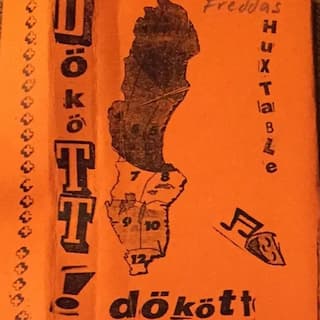 DöKöTT!
Freddas
HuXTaBLe
7 8
9 10
12
dökött